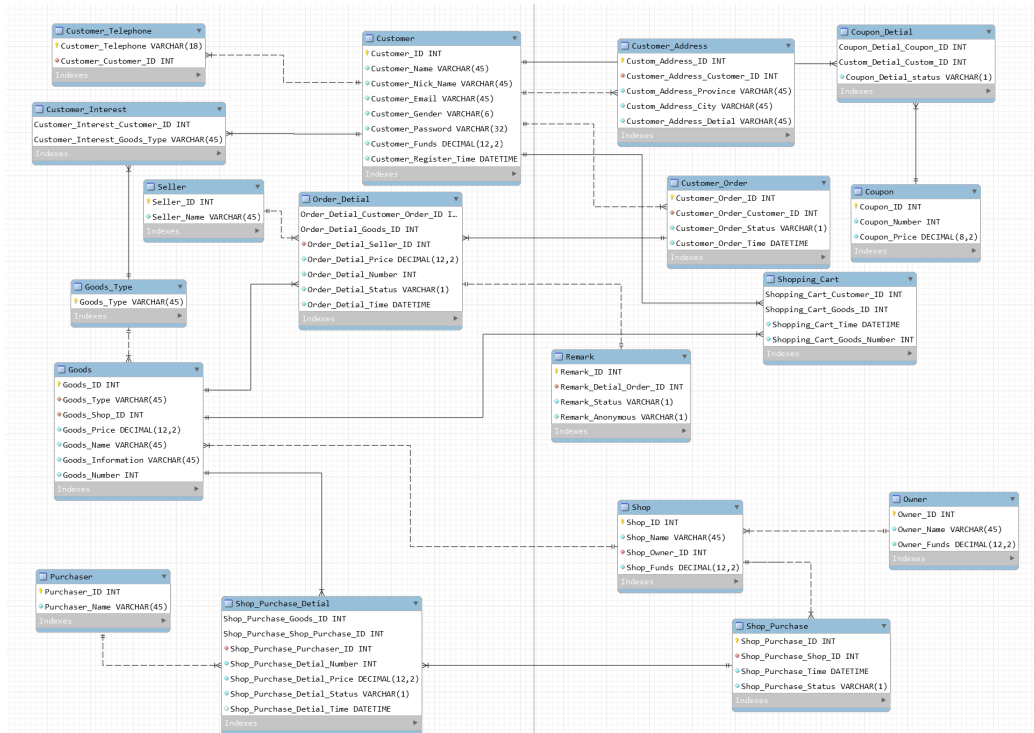 Customer_Telephone
Customer_Telephone VARCHAR(18)
Customer_Customer_ID INT
Indexes
Customer
Customer_ID INT
Customer_Name VARCHAR(45)
Customer_Nick_Name VARCHAR(45)
Customer_Email VARCHAR(45)
Customer_Gender VARCHAR(6)
Customer_Password VARCHAR(32)
Customer_Funds DECIMAL(12,2)
Customer_Register_Time DATETIME
Indexes
Customer_Address
Custom_Address_ID INT
Customer_Address_Customer_ID INT
Custom_Address_Province VARCHAR(45)
Custom_Address_City VARCHAR(45)
Customer_Address_Detial VARCHAR(45)
Indexes
Coupon_Detial
Coupon_Detial_Coupon_ID INT
Custom_Detial_Custom_ID INT
Coupon_Detial_status VARCHAR(1)
Indexes
Customer_Interest
Customer_Interest_Customer_ID INT
Customer_Interest_Goods_Type VARCHAR(45)
Indexes
Seller
Seller_ID INT
Seller_Name VARCHAR(45)
Indexes
Order_Detial
Order_Detial_Customer_Order_ID I...
Order_Detial_Goods_ID INT
Order_Detial_Seller_ID INT
Order_Detial_Price DECIMAL(12,2)
Order_Detial_Number INT
Order_Detial_Status VARCHAR(1)
Order_Detial_Time DATETIME
Indexes
Customer_Order
Customer_Order_ID INT
Customer_Order_Customer_ID INT
Customer_Order_Status VARCHAR(1)
Customer_Order_Time DATETIME
Indexes
Coupon
Coupon_ID INT
Coupon_Number INT
Coupon_Price DECIMAL(8,2)
Indexes
Goods_Type
Goods_Type VARCHAR(45)
Indexes
Shopping_Cart
Shopping_Cart_Customer_ID INT
Shopping_Cart_Goods_ID INT
Shopping_Cart_Time DATETIME
Shopping_Cart_Goods_Number INT
Indexes
Goods
Goods_ID INT
Goods_Type VARCHAR(45)
Goods_Shop_ID INT
Goods_Price DECIMAL(12,2)
Goods_Name VARCHAR(45)
Goods_Information VARCHAR(45)
Goods_Number INT
Indexes
Remark
Remark_ID INT
Remark_Detial_Order_ID INT
Remark_Status VARCHAR(1)
Remark_Anonymous VARCHAR(1)
Indexes
Shop
Shop_ID INT
Shop_Name VARCHAR(45)
Shop_Owner_ID INT
Shop_Funds DECIMAL(12,2)
Indexes
Owner
Owner_ID INT
Owner_Name VARCHAR(45)
Owner_Funds DECIMAL(12,2)
Indexes
Purchaser
Purchaser_ID INT
Purchaser_Name VARCHAR(45)
Indexes
Shop_Purchase_Detial
Shop_Purchase_Goods_ID INT
Shop_Purchase_Shop_Purchase_ID INT
Shop_Purchase_Purchaser_ID INT
Shop_Purchase_Detial_Number INT
Shop_Purchase_Detial_Price DECIMAL(12,2)
Shop_Purchase_Detial_Status VARCHAR(1)
Shop_Purchase_Detial_Time DATETIME
Indexes
Shop_Purchase
Shop_Purchase_ID INT
Shop_Purchase_Shop_ID INT
Shop_Purchase_Time DATETIME
Shop_Purchase_Status VARCHAR(1)
Indexes